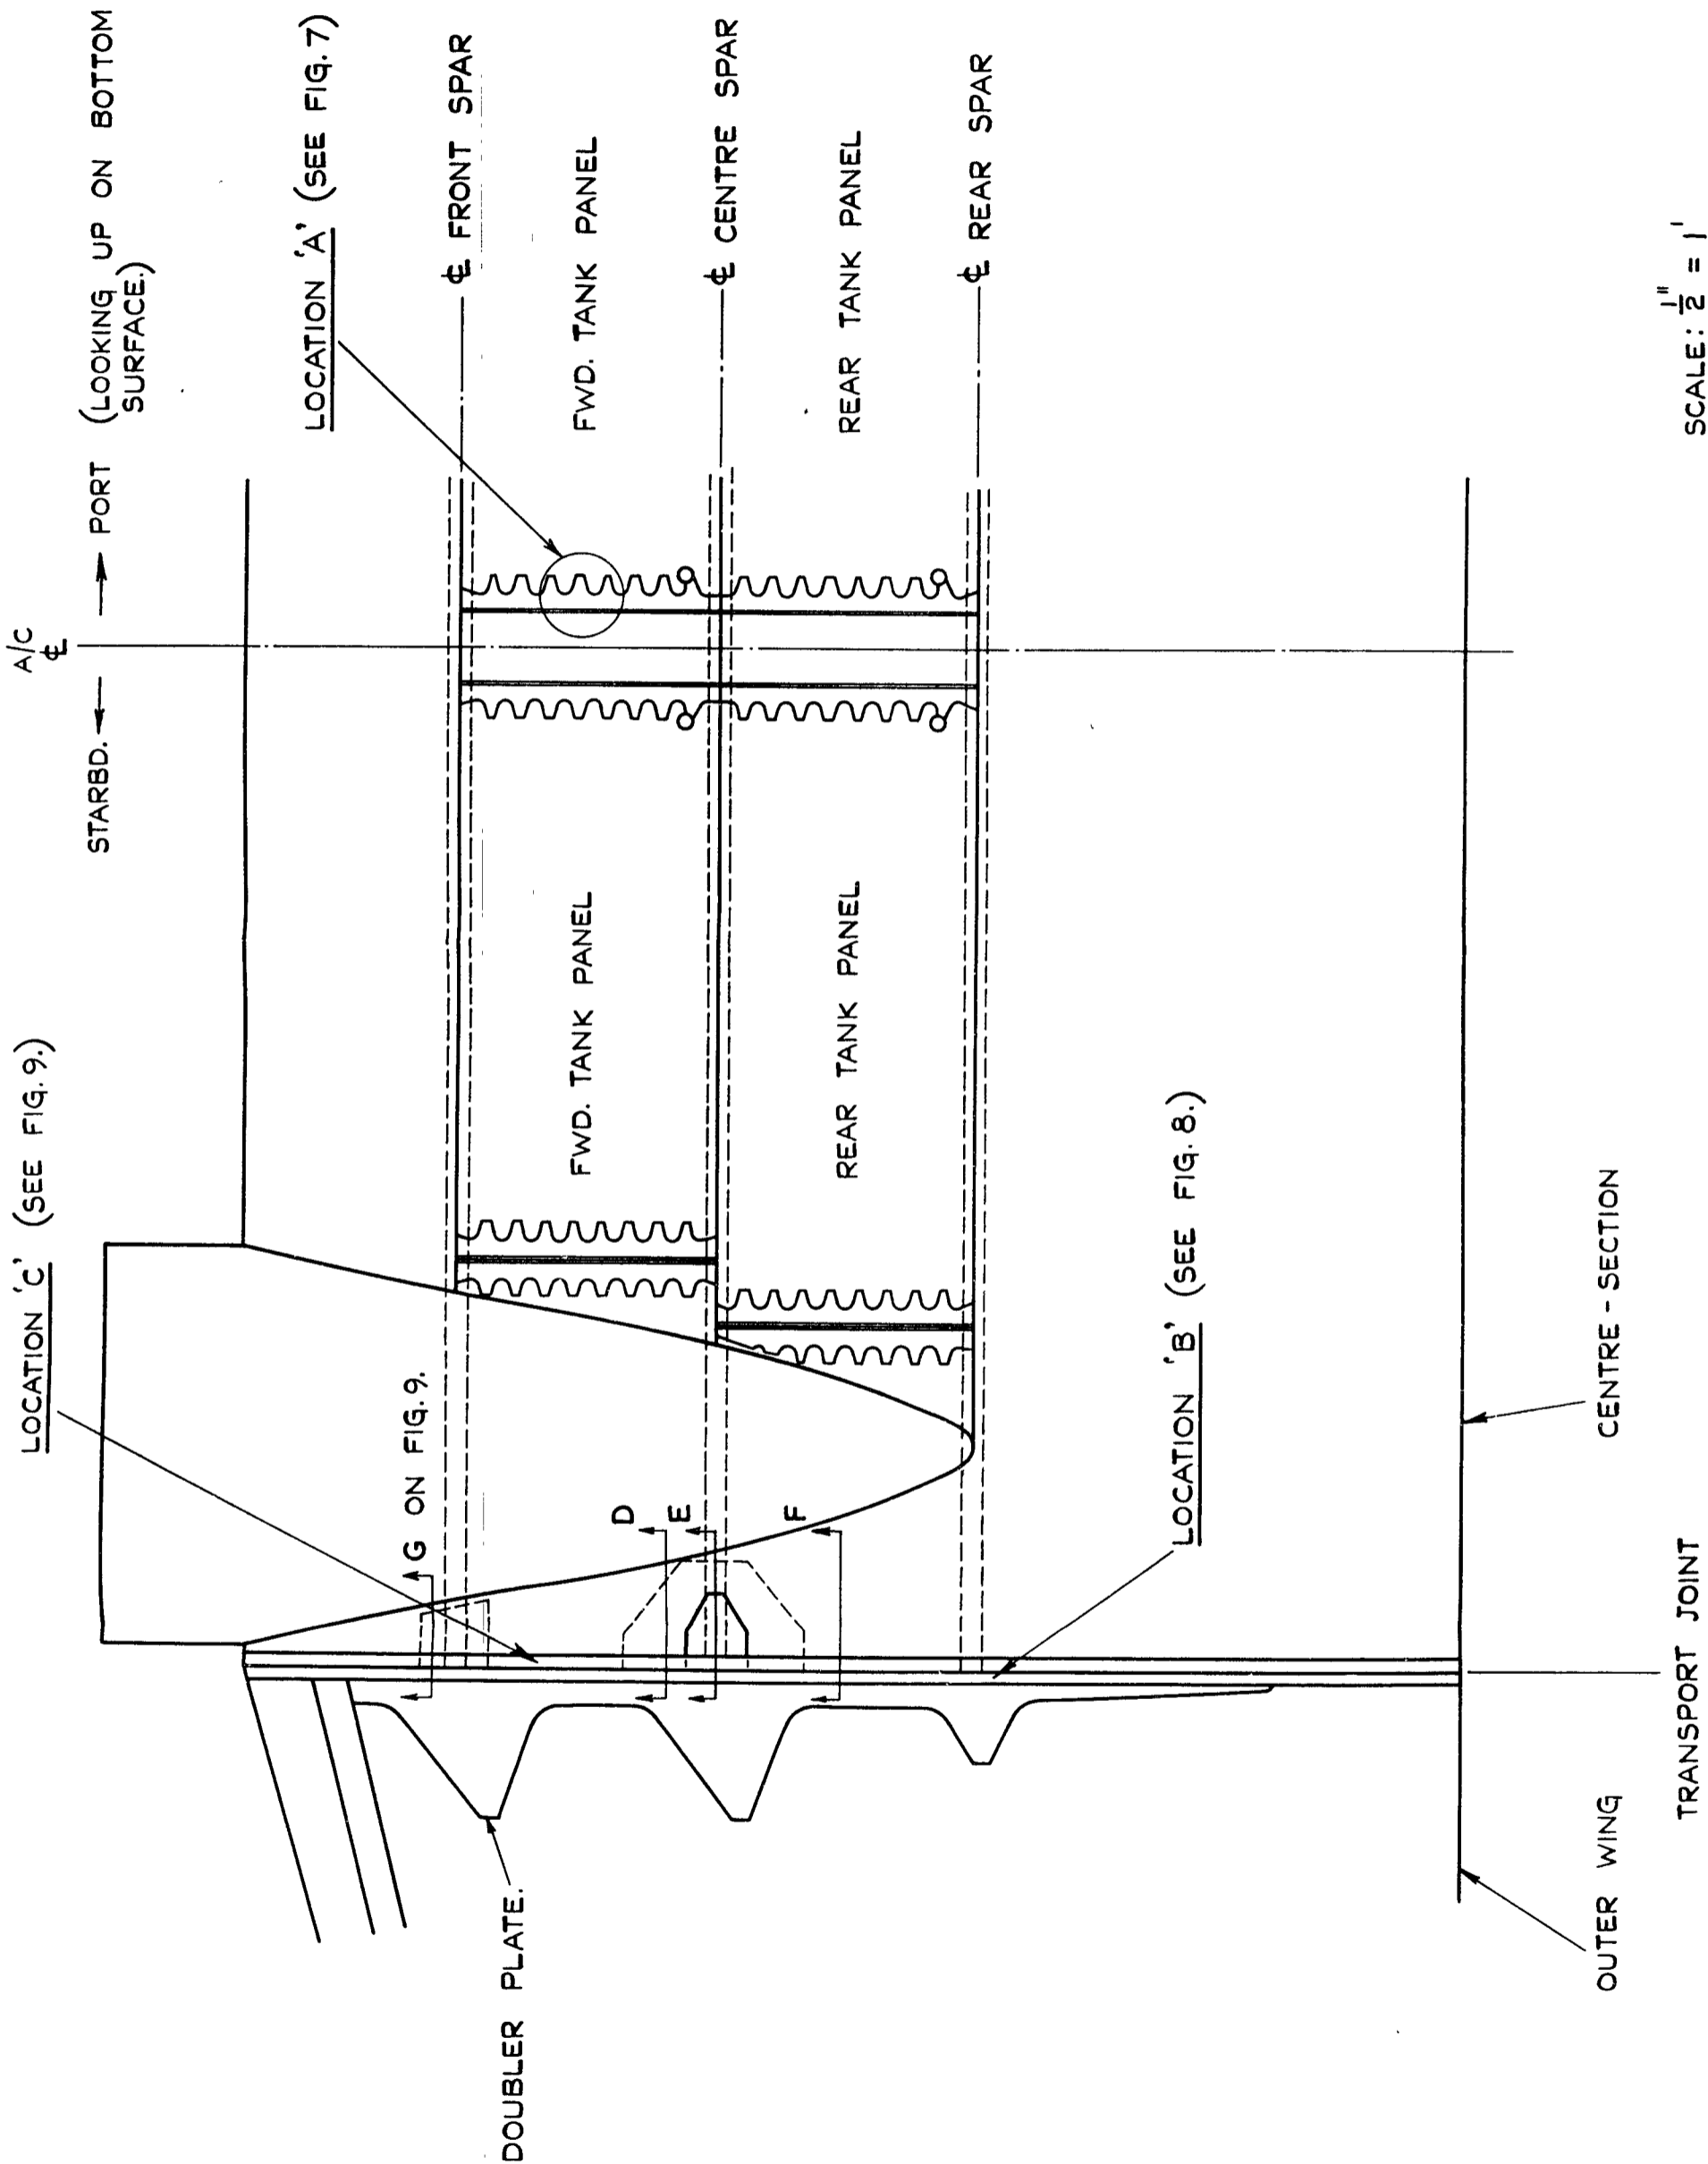 A/C
℄
STARBD. ← → PORT (LOOKING UP ON BOTTOM
SURFACE.)
LOCATION 'C' (SEE FIG. 9.)
LOCATION 'A' (SEE FIG. 7)
℄ FRONT SPAR
G ON FIG. 9.
FWD. TANK PANEL
FWD. TANK PANEL
DOUBLER PLATE.
D
E
℄ CENTRE SPAR
F
REAR TANK PANEL
REAR TANK PANEL
℄ REAR SPAR
LOCATION 'B' (SEE FIG. 8.)
OUTER WING
CENTRE-SECTION
TRANSPORT JOINT
SCALE: 1/2" = 1'